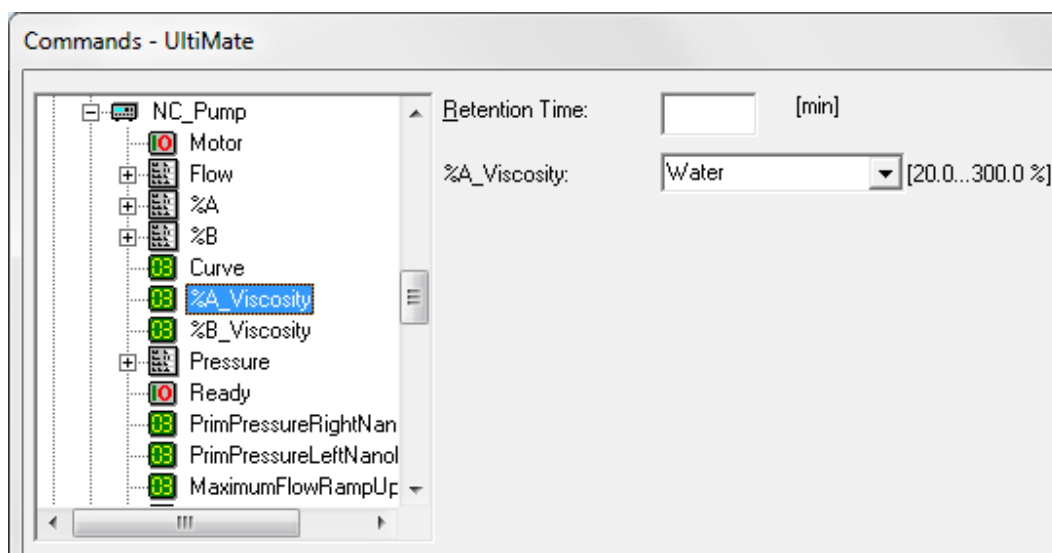 Commands - UltiMate
NC_Pump
Motor
Flow
%A
%B
Curve
%A_Viscosity
%B_Viscosity
Pressure
Ready
PrimPressureRightNan
PrimPressureLeftNanol
MaximumFlowRampUp
Retention Time: [min]
%A_Viscosity: Water [20.0...300.0 %]